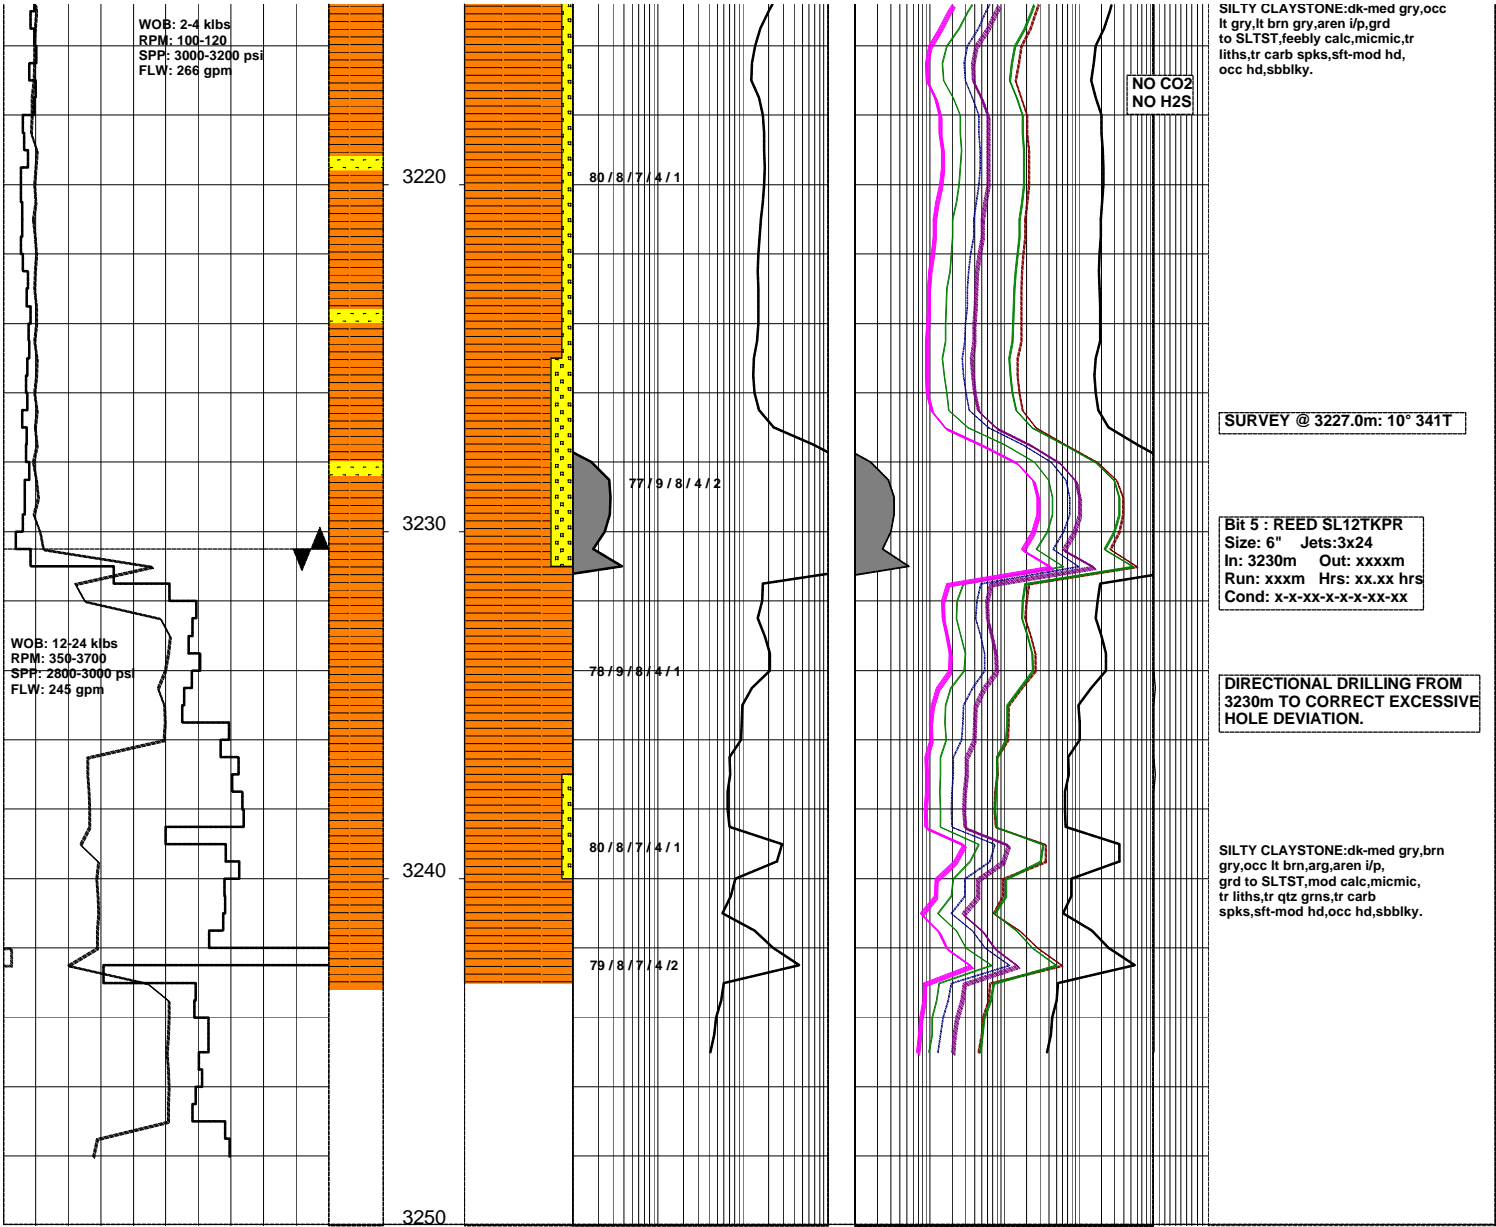 WOB: 2-4 klbs
RPM: 100-120
SPP: 3000-3200 psi
FLW: 266 gpm
WOB: 12-24 klbs
RPM: 350-3700
SPP: 2800-3000 psi
FLW: 245 gpm
3220
3230
3240
3250
80 / 8 / 7 / 4 / 1
77 / 9 / 8 / 4 / 2
78 / 9 / 8 / 4 / 1
80 / 8 / 7 / 4 / 1
79 / 8 / 7 / 4 /2
NO CO2
NO H2S
SILTY CLAYSTONE:dk-med gry,occ
lt gry,lt brn gry,aren i/p,grd
to SLTST,feebly calc,micmic,tr
liths,tr carb spks,sft-mod hd,
occ hd,sbblky.
SURVEY @ 3227.0m: 10° 341T
Bit 5 : REED SL12TKPR
Size: 6" Jets:3x24
In: 3230m Out: xxxxm
Run: xxxm Hrs: xx.xx hrs
Cond: x-x-xx-x-x-x-xx-xx
DIRECTIONAL DRILLING FROM
3230m TO CORRECT EXCESSIVE
HOLE DEVIATION.
SILTY CLAYSTONE:dk-med gry,brn
gry,occ lt brn,arg,aren i/p,
grd to SLTST,mod calc,micmic,
tr liths,tr qtz grns,tr carb
spks,sft-mod hd,occ hd,sbblky.